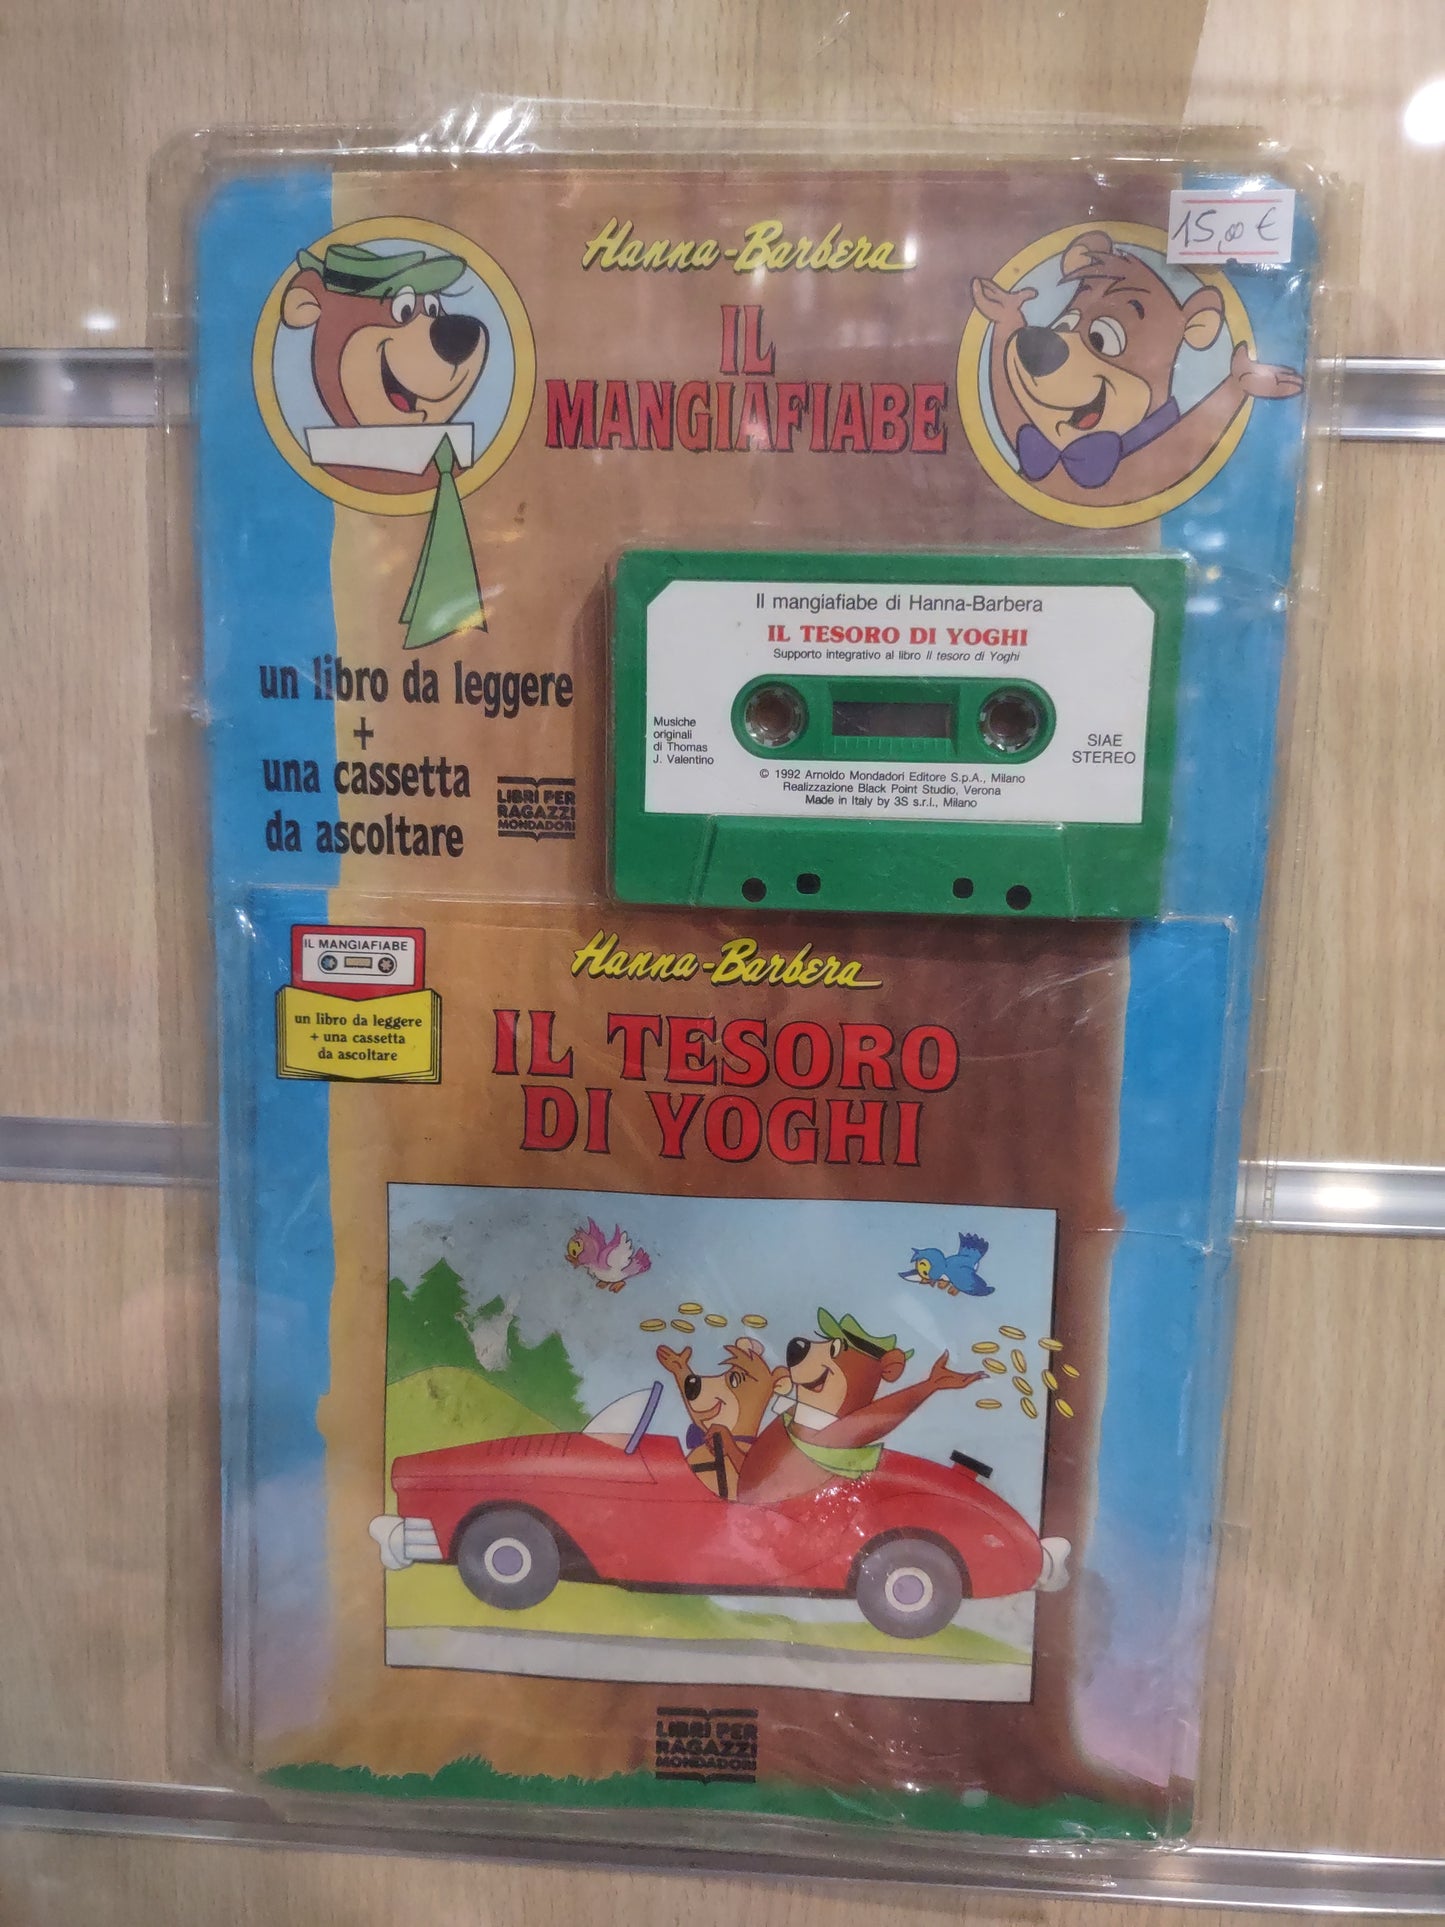 15,00 €
Hanna-Barbera
IL
MANGIAFIABE
un libro da leggere
+
una cassetta
da ascoltare
LIBRI PER
RAGAZZI
MONDADORI
Il mangiafiabe di Hanna-Barbera
IL TESORO DI YOGHI
Supporto integrativo al libro Il tesoro di Yoghi
Musiche
originali
di Thomas
J. Valentino
SIAE
STEREO
© 1992 Arnoldo Mondadori Editore S.p.A., Milano
Realizzazione Black Point Studio, Verona
Made in Italy by 3S s.r.l., Milano
IL MANGIAFIABE
un libro da leggere
+ una cassetta
da ascoltare
Hanna-Barbera
IL TESORO
DI YOGHI
LIBRI PER
RAGAZZI
MONDADORI